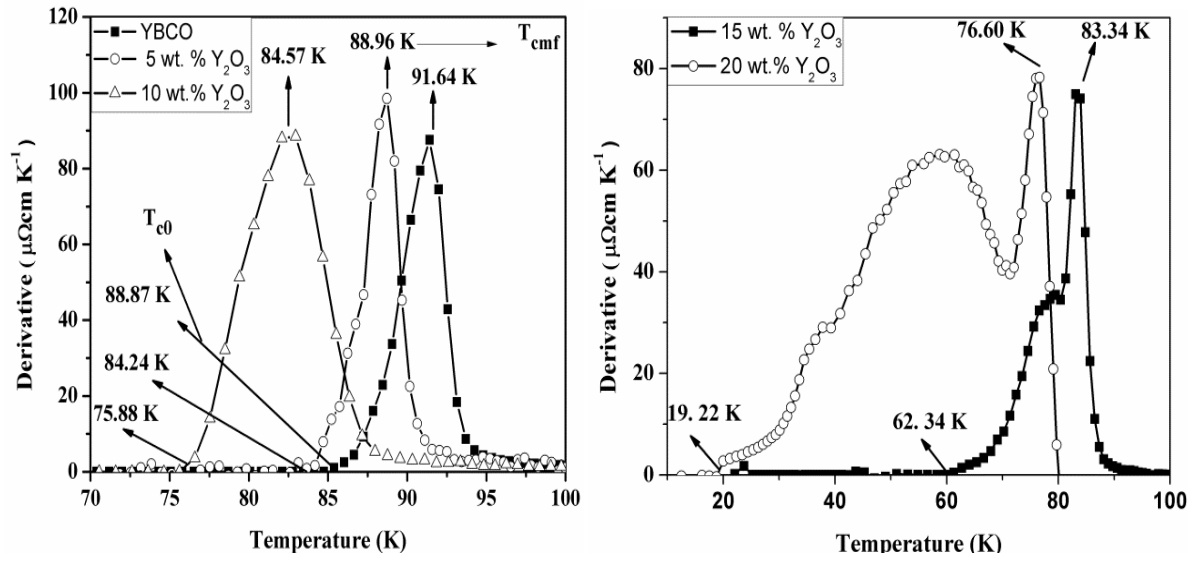 120
100
80
60
40
20
0
Derivative ( μΩcm K⁻¹)
YBCO
5 wt. % Y₂O₃
10 wt.% Y₂O₃
84.57 K
88.96 K
T_cmf
91.64 K
T_c0
88.87 K
84.24 K
75.88 K
70 75 80 85 90 95 100
Temperature (K)
80
60
40
20
0
Derivative ( μΩcm K⁻¹)
15 wt.% Y₂O₃
20 wt.% Y₂O₃
76.60 K
83.34 K
19. 22 K
62. 34 K
20 40 60 80 100
Temperature (K)